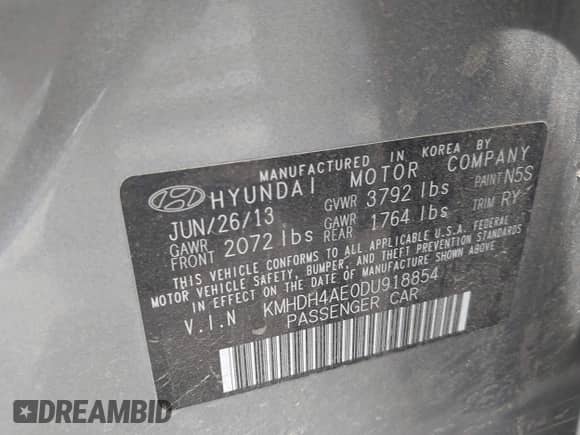 MANUFACTURED IN KOREA BY
HYUNDAI MOTOR COMPANY
JUN/26/13 GVWR 3792 lbs PAINT N5S
GAWR FRONT 2072 lbs GAWR REAR 1764 lbs TRIM RY
THIS VEHICLE CONFORMS TO ALL APPLICABLE U.S.A. FEDERAL
MOTOR VEHICLE SAFETY, BUMPER, AND THEFT STANDARDS
IN EFFECT ON THE DATE OF MANUFACTURE SHOWN ABOVE.
V.I.N KMHDH4AE0DU918854
PASSENGER CAR
DREAMBID